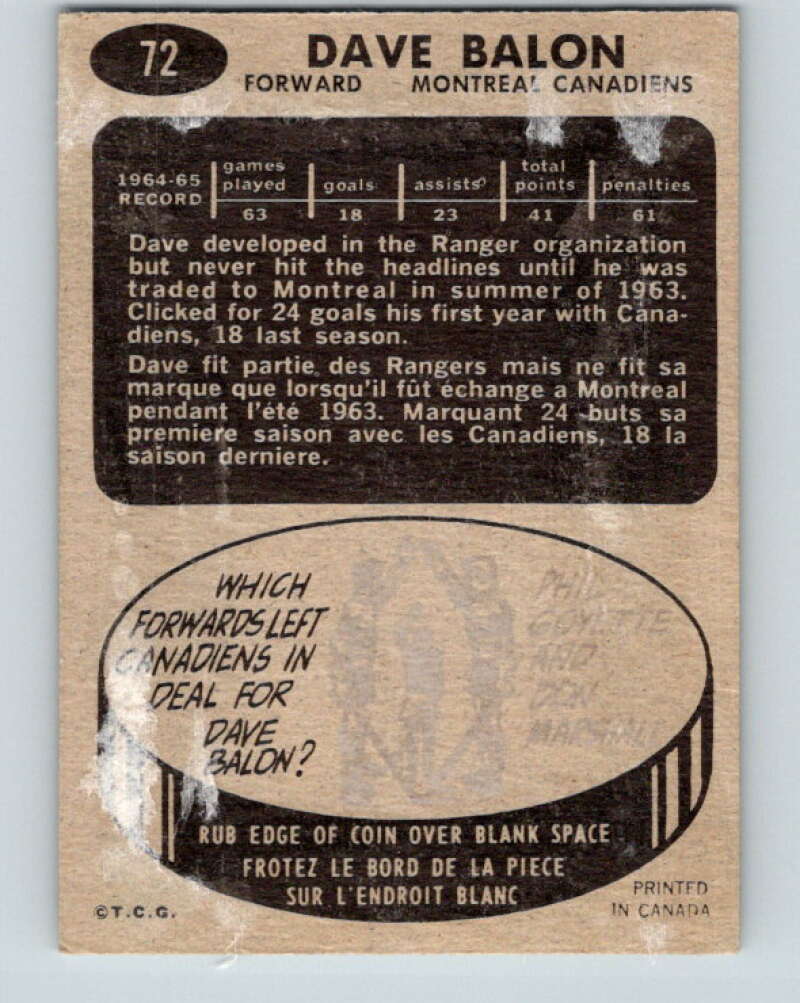 72
DAVE BALON
FORWARD MONTREAL CANADIENS
1964-65 RECORD
games played goals assists total points penalties
63 18 23 41 61
Dave developed in the Ranger organization
but never hit the headlines until he was
traded to Montreal in summer of 1963.
Clicked for 24 goals his first year with Cana-
diens, 18 last season.
Dave fit partie des Rangers mais ne fit sa
marque que lorsqu'il fût échange a Montreal
pendant l'été 1963. Marquant 24 buts sa
premiere saison avec les Canadiens, 18 la
saison derniere.
WHICH
FORWARDS LEFT
CANADIENS IN
DEAL FOR
DAVE
BALON?
PHIL
GOYETTE
AND
DON
MARSHALL
RUB EDGE OF COIN OVER BLANK SPACE
FROTEZ LE BORD DE LA PIECE
SUR L'ENDROIT BLANC
©T.C.G.
PRINTED
IN CANADA